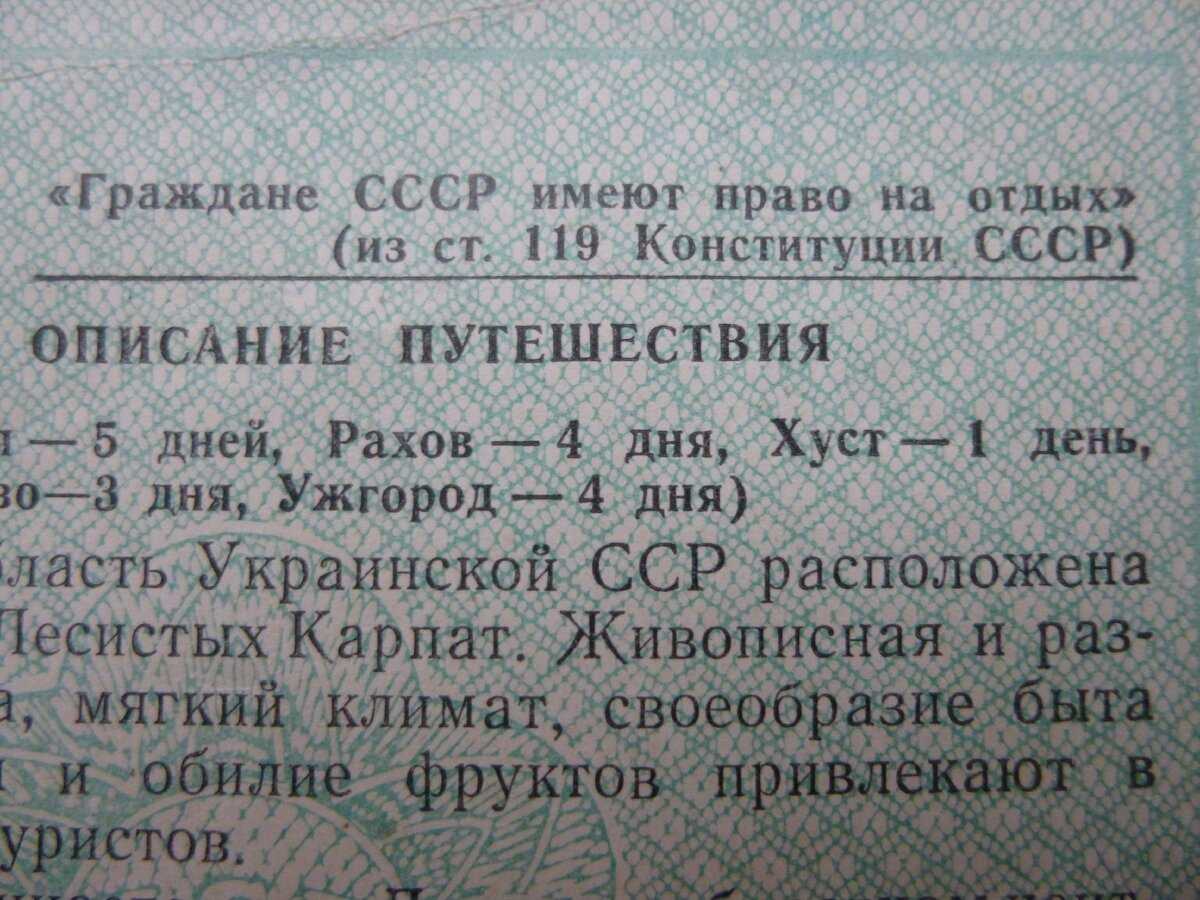 «Граждане СССР имеют право на отдых»
(из ст. 119 Конституции СССР)
ОПИСАНИЕ ПУТЕШЕСТВИЯ
— 5 дней, Рахов — 4 дня, Хуст — 1 день,
во—3 дня, Ужгород — 4 дня)
бласть Украинской ССР расположена
Лесистых Карпат. Живописная и раз-
а, мягкий климат, своеобразие быта
и обилие фруктов привлекают в
уристов.